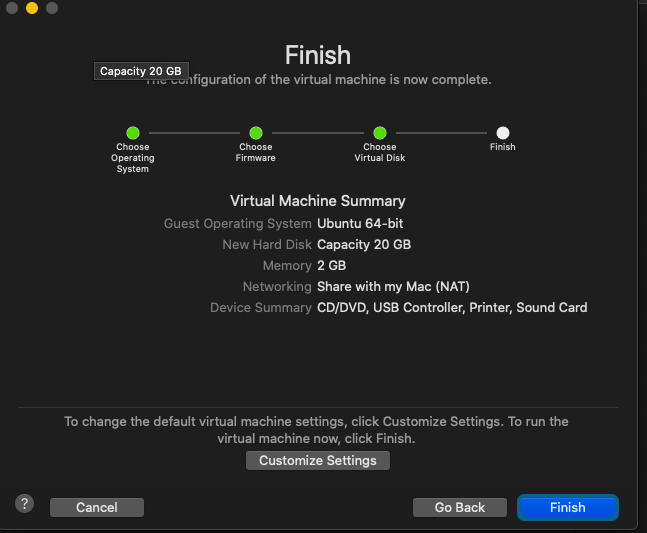 Finish
Capacity 20 GB
The configuration of the virtual machine is now complete.
Choose Operating System
Choose Firmware
Choose Virtual Disk
Finish
Virtual Machine Summary
Guest Operating System Ubuntu 64-bit
New Hard Disk Capacity 20 GB
Memory 2 GB
Networking Share with my Mac (NAT)
Device Summary CD/DVD, USB Controller, Printer, Sound Card
To change the default virtual machine settings, click Customize Settings. To run the
virtual machine now, click Finish.
Customize Settings
? Cancel Go Back Finish